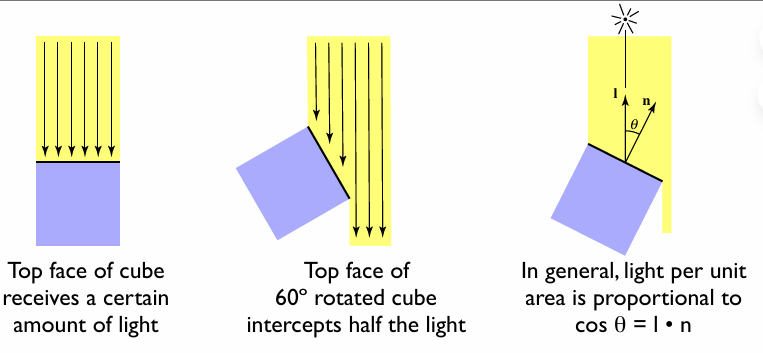 l
n
θ
Top face of cube
receives a certain
amount of light
Top face of
60º rotated cube
intercepts half the light
In general, light per unit
area is proportional to
cos θ = l • n